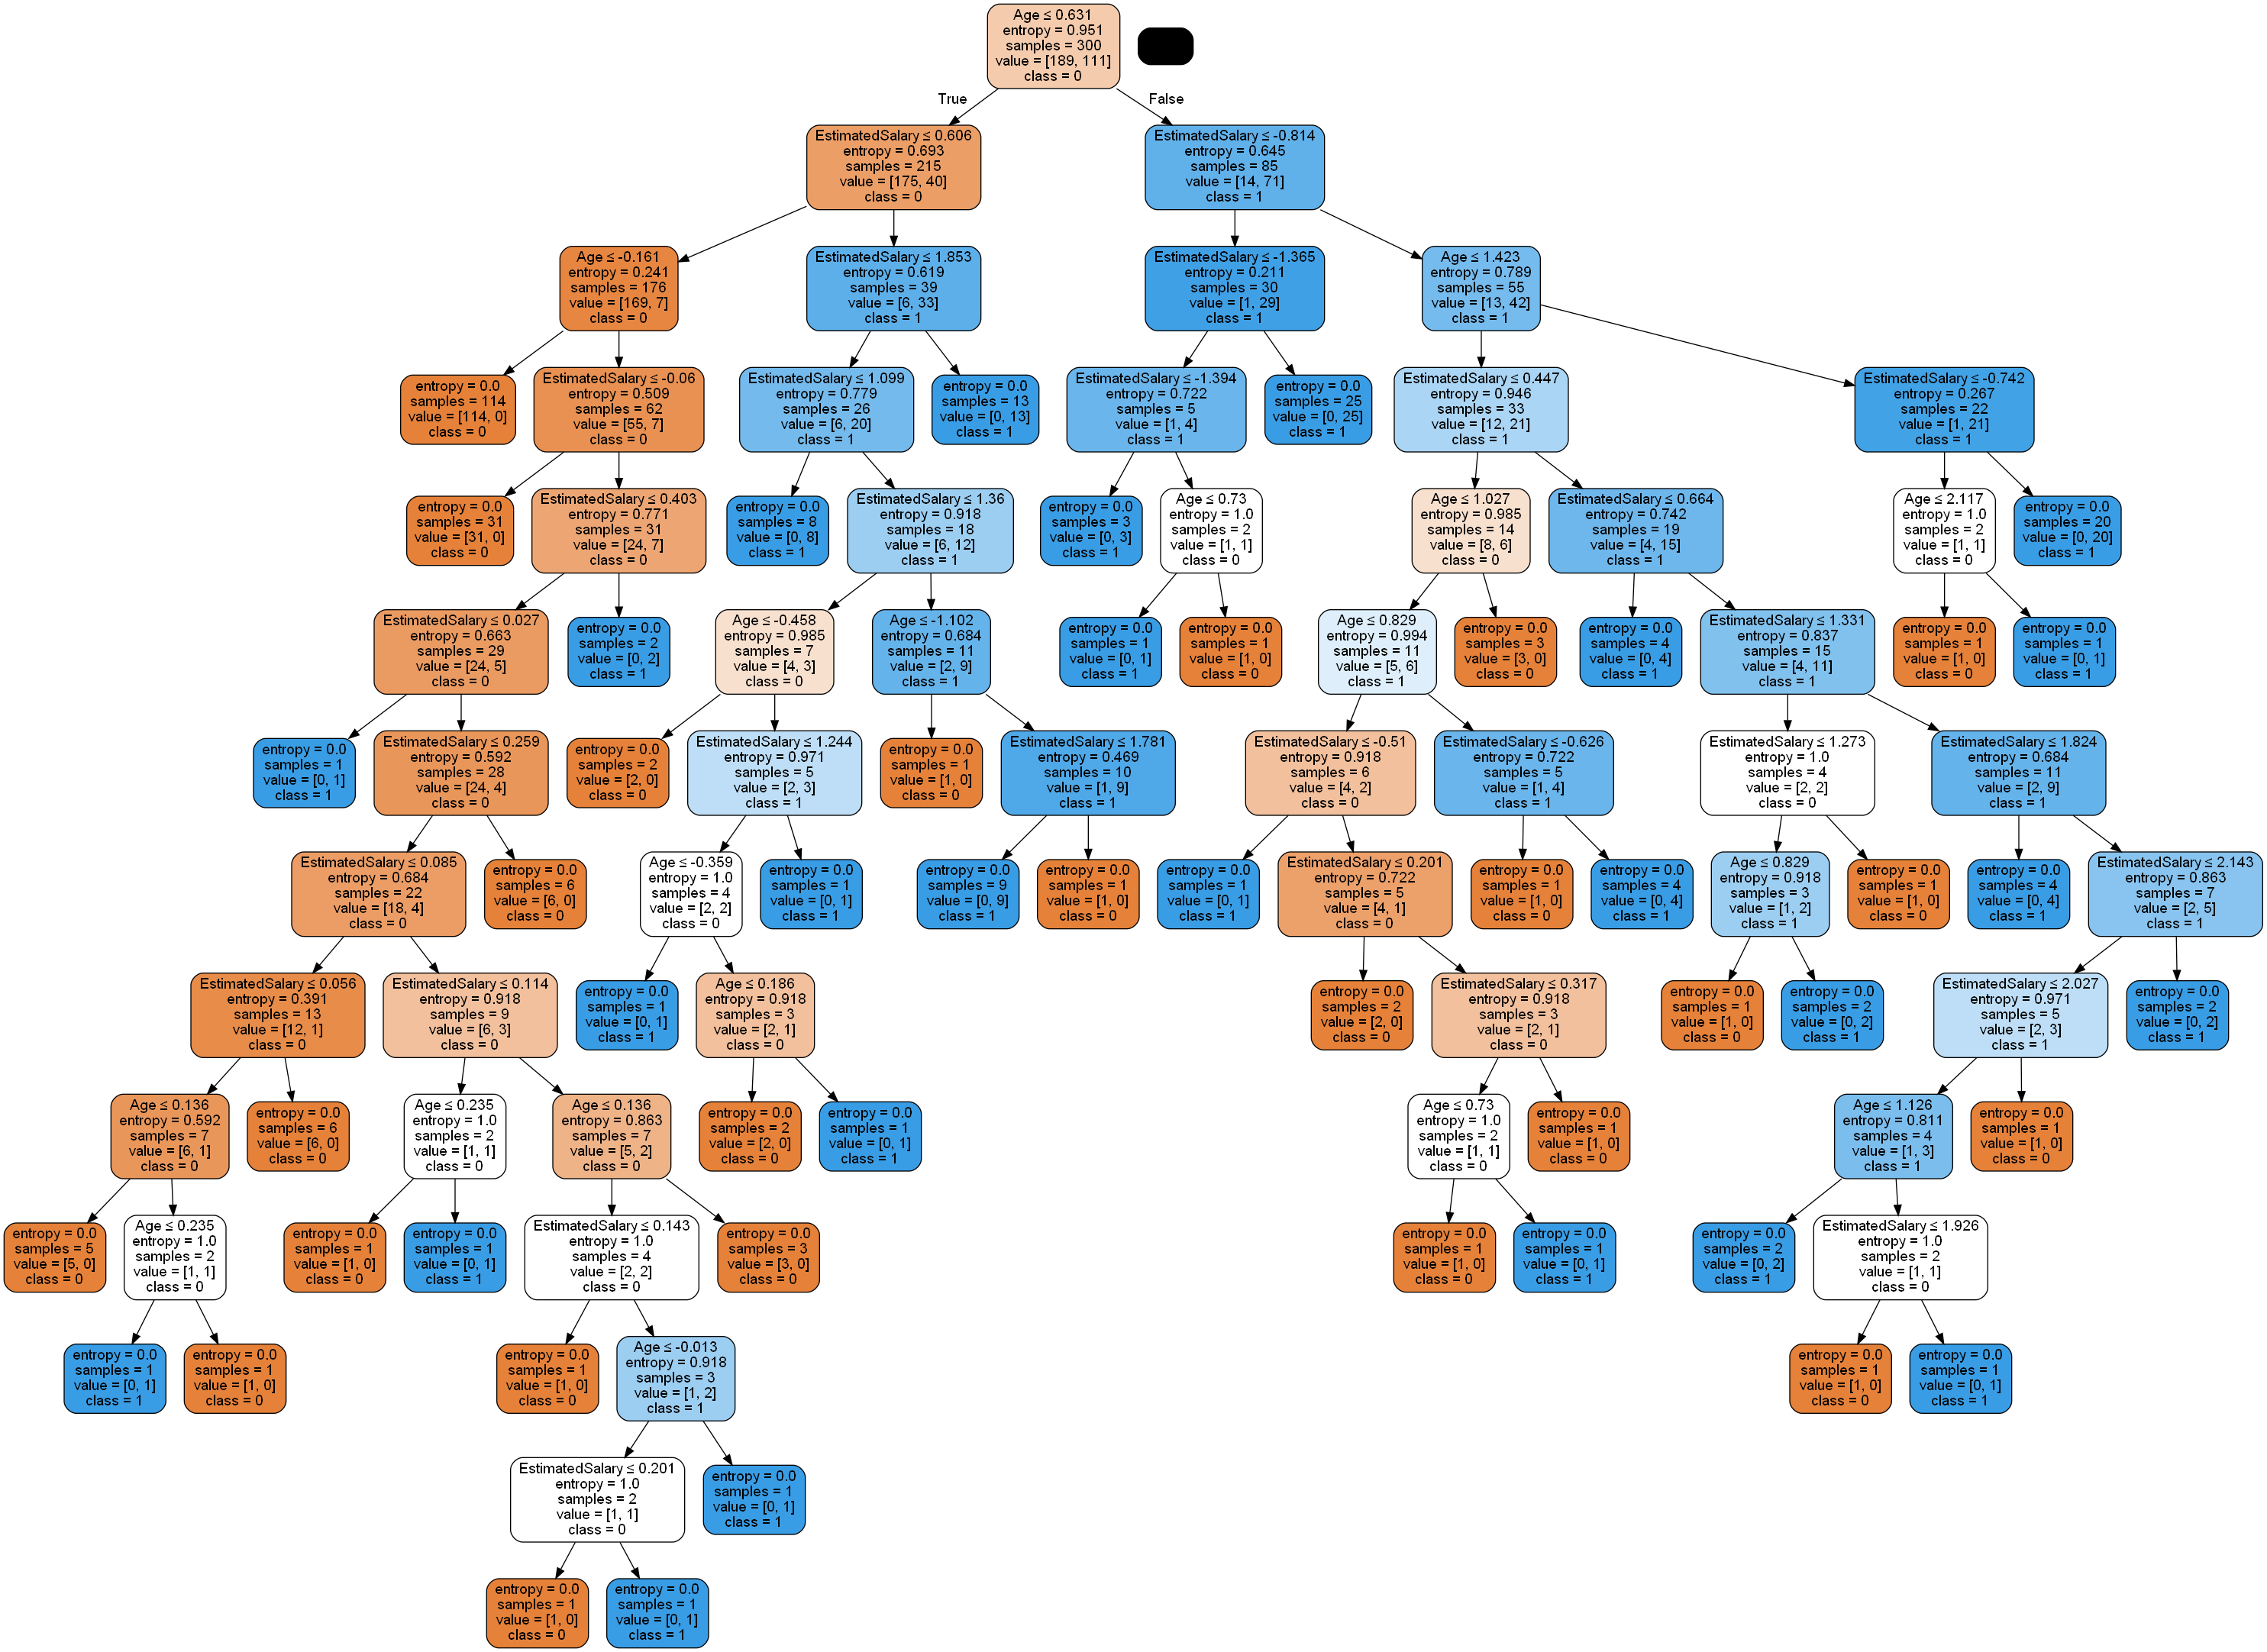 Age ≤ 0.631
entropy = 0.951
samples = 300
value = [189, 111]
class = 0
True
False
EstimatedSalary ≤ 0.606
entropy = 0.693
samples = 215
value = [175, 40]
class = 0
EstimatedSalary ≤ -0.814
entropy = 0.645
samples = 85
value = [14, 71]
class = 1
Age ≤ -0.161
entropy = 0.241
samples = 176
value = [169, 7]
class = 0
EstimatedSalary ≤ 1.853
entropy = 0.619
samples = 39
value = [6, 33]
class = 1
EstimatedSalary ≤ -1.365
entropy = 0.211
samples = 30
value = [1, 29]
class = 1
Age ≤ 1.423
entropy = 0.789
samples = 55
value = [13, 42]
class = 1
entropy = 0.0
samples = 114
value = [114, 0]
class = 0
EstimatedSalary ≤ -0.06
entropy = 0.509
samples = 62
value = [55, 7]
class = 0
EstimatedSalary ≤ 1.099
entropy = 0.779
samples = 26
value = [6, 20]
class = 1
entropy = 0.0
samples = 13
value = [0, 13]
class = 1
EstimatedSalary ≤ -1.394
entropy = 0.722
samples = 5
value = [1, 4]
class = 1
entropy = 0.0
samples = 25
value = [0, 25]
class = 1
EstimatedSalary ≤ 0.447
entropy = 0.946
samples = 33
value = [12, 21]
class = 1
EstimatedSalary ≤ -0.742
entropy = 0.267
samples = 22
value = [1, 21]
class = 1
entropy = 0.0
samples = 31
value = [31, 0]
class = 0
EstimatedSalary ≤ 0.403
entropy = 0.771
samples = 31
value = [24, 7]
class = 0
entropy = 0.0
samples = 8
value = [0, 8]
class = 1
EstimatedSalary ≤ 1.36
entropy = 0.918
samples = 18
value = [6, 12]
class = 1
entropy = 0.0
samples = 3
value = [0, 3]
class = 1
Age ≤ 0.73
entropy = 1.0
samples = 2
value = [1, 1]
class = 0
Age ≤ 1.027
entropy = 0.985
samples = 14
value = [8, 6]
class = 0
EstimatedSalary ≤ 0.664
entropy = 0.742
samples = 19
value = [4, 15]
class = 1
Age ≤ 2.117
entropy = 1.0
samples = 2
value = [1, 1]
class = 0
entropy = 0.0
samples = 20
value = [0, 20]
class = 1
EstimatedSalary ≤ 0.027
entropy = 0.663
samples = 29
value = [24, 5]
class = 0
entropy = 0.0
samples = 2
value = [0, 2]
class = 1
Age ≤ -0.458
entropy = 0.985
samples = 7
value = [4, 3]
class = 0
Age ≤ -1.102
entropy = 0.684
samples = 11
value = [2, 9]
class = 1
entropy = 0.0
samples = 1
value = [0, 1]
class = 1
entropy = 0.0
samples = 1
value = [1, 0]
class = 0
Age ≤ 0.829
entropy = 0.994
samples = 11
value = [5, 6]
class = 1
entropy = 0.0
samples = 3
value = [3, 0]
class = 0
entropy = 0.0
samples = 4
value = [0, 4]
class = 1
EstimatedSalary ≤ 1.331
entropy = 0.837
samples = 15
value = [4, 11]
class = 1
entropy = 0.0
samples = 1
value = [1, 0]
class = 0
entropy = 0.0
samples = 1
value = [0, 1]
class = 1
entropy = 0.0
samples = 1
value = [0, 1]
class = 1
EstimatedSalary ≤ 0.259
entropy = 0.592
samples = 28
value = [24, 4]
class = 0
entropy = 0.0
samples = 2
value = [2, 0]
class = 0
EstimatedSalary ≤ 1.244
entropy = 0.971
samples = 5
value = [2, 3]
class = 1
entropy = 0.0
samples = 1
value = [1, 0]
class = 0
EstimatedSalary ≤ 1.781
entropy = 0.469
samples = 10
value = [1, 9]
class = 1
EstimatedSalary ≤ -0.51
entropy = 0.918
samples = 6
value = [4, 2]
class = 0
EstimatedSalary ≤ -0.626
entropy = 0.722
samples = 5
value = [1, 4]
class = 1
EstimatedSalary ≤ 1.273
entropy = 1.0
samples = 4
value = [2, 2]
class = 0
EstimatedSalary ≤ 1.824
entropy = 0.684
samples = 11
value = [2, 9]
class = 1
EstimatedSalary ≤ 0.085
entropy = 0.684
samples = 22
value = [18, 4]
class = 0
entropy = 0.0
samples = 6
value = [6, 0]
class = 0
Age ≤ -0.359
entropy = 1.0
samples = 4
value = [2, 2]
class = 0
entropy = 0.0
samples = 1
value = [0, 1]
class = 1
entropy = 0.0
samples = 9
value = [0, 9]
class = 1
entropy = 0.0
samples = 1
value = [1, 0]
class = 0
entropy = 0.0
samples = 1
value = [0, 1]
class = 1
EstimatedSalary ≤ 0.201
entropy = 0.722
samples = 5
value = [4, 1]
class = 0
entropy = 0.0
samples = 1
value = [1, 0]
class = 0
entropy = 0.0
samples = 4
value = [0, 4]
class = 1
Age ≤ 0.829
entropy = 0.918
samples = 3
value = [1, 2]
class = 1
entropy = 0.0
samples = 1
value = [1, 0]
class = 0
entropy = 0.0
samples = 4
value = [0, 4]
class = 1
EstimatedSalary ≤ 2.143
entropy = 0.863
samples = 7
value = [2, 5]
class = 1
EstimatedSalary ≤ 0.056
entropy = 0.391
samples = 13
value = [12, 1]
class = 0
EstimatedSalary ≤ 0.114
entropy = 0.918
samples = 9
value = [6, 3]
class = 0
entropy = 0.0
samples = 1
value = [0, 1]
class = 1
Age ≤ 0.186
entropy = 0.918
samples = 3
value = [2, 1]
class = 0
entropy = 0.0
samples = 2
value = [2, 0]
class = 0
EstimatedSalary ≤ 0.317
entropy = 0.918
samples = 3
value = [2, 1]
class = 0
entropy = 0.0
samples = 1
value = [1, 0]
class = 0
entropy = 0.0
samples = 2
value = [0, 2]
class = 1
EstimatedSalary ≤ 2.027
entropy = 0.971
samples = 5
value = [2, 3]
class = 1
entropy = 0.0
samples = 2
value = [0, 2]
class = 1
Age ≤ 0.136
entropy = 0.592
samples = 7
value = [6, 1]
class = 0
entropy = 0.0
samples = 6
value = [6, 0]
class = 0
Age ≤ 0.235
entropy = 1.0
samples = 2
value = [1, 1]
class = 0
Age ≤ 0.136
entropy = 0.863
samples = 7
value = [5, 2]
class = 0
entropy = 0.0
samples = 2
value = [2, 0]
class = 0
entropy = 0.0
samples = 1
value = [0, 1]
class = 1
Age ≤ 0.73
entropy = 1.0
samples = 2
value = [1, 1]
class = 0
entropy = 0.0
samples = 1
value = [1, 0]
class = 0
Age ≤ 1.126
entropy = 0.811
samples = 4
value = [1, 3]
class = 1
entropy = 0.0
samples = 1
value = [1, 0]
class = 0
entropy = 0.0
samples = 5
value = [5, 0]
class = 0
Age ≤ 0.235
entropy = 1.0
samples = 2
value = [1, 1]
class = 0
entropy = 0.0
samples = 1
value = [1, 0]
class = 0
entropy = 0.0
samples = 1
value = [0, 1]
class = 1
EstimatedSalary ≤ 0.143
entropy = 1.0
samples = 4
value = [2, 2]
class = 0
entropy = 0.0
samples = 3
value = [3, 0]
class = 0
entropy = 0.0
samples = 1
value = [1, 0]
class = 0
entropy = 0.0
samples = 1
value = [0, 1]
class = 1
entropy = 0.0
samples = 2
value = [0, 2]
class = 1
EstimatedSalary ≤ 1.926
entropy = 1.0
samples = 2
value = [1, 1]
class = 0
entropy = 0.0
samples = 1
value = [0, 1]
class = 1
entropy = 0.0
samples = 1
value = [1, 0]
class = 0
entropy = 0.0
samples = 1
value = [1, 0]
class = 0
Age ≤ -0.013
entropy = 0.918
samples = 3
value = [1, 2]
class = 1
entropy = 0.0
samples = 1
value = [1, 0]
class = 0
entropy = 0.0
samples = 1
value = [0, 1]
class = 1
EstimatedSalary ≤ 0.201
entropy = 1.0
samples = 2
value = [1, 1]
class = 0
entropy = 0.0
samples = 1
value = [0, 1]
class = 1
entropy = 0.0
samples = 1
value = [1, 0]
class = 0
entropy = 0.0
samples = 1
value = [0, 1]
class = 1